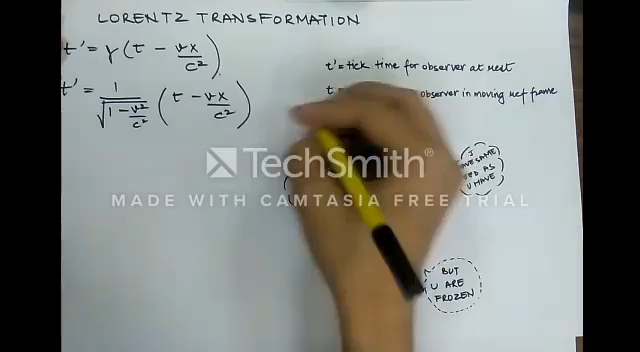 LORENTZ TRANSFORMATION
t' = γ ( t - vx/c² )
t' = 1/√(1 - v²/c²) ( t - vx/c² )
t' = tick time for observer at rest
t = observer in moving ref frame
I
SAME
AS
U HAVE
TechSmith
MADE WITH CAMTASIA FREE TRIAL
BUT
U ARE
FROZEN